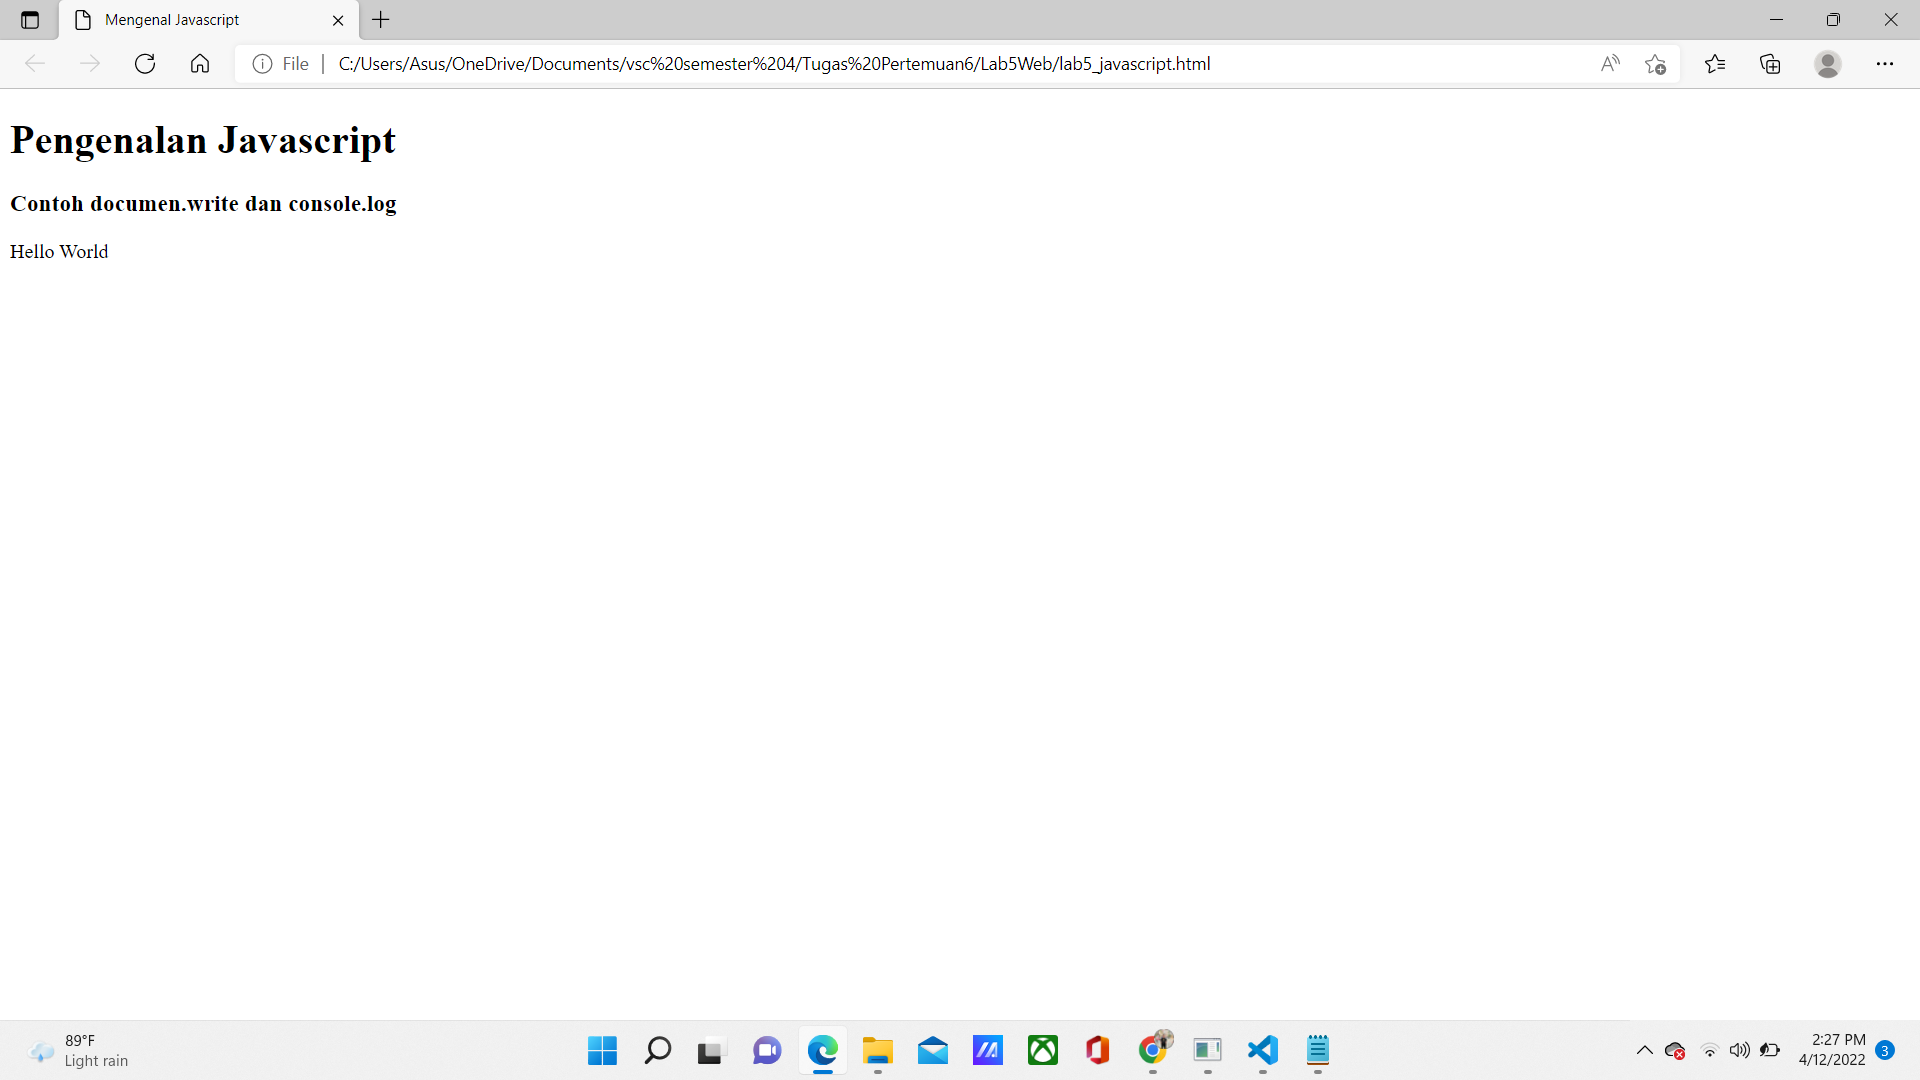 Mengenal Javascript
File
C:/Users/Asus/OneDrive/Documents/vsc%20semester%204/Tugas%20Pertemuan6/Lab5Web/lab5_javascript.html
Pengenalan Javascript
Contoh documen.write dan console.log
Hello World
89°F
Light rain
2:27 PM
4/12/2022
3